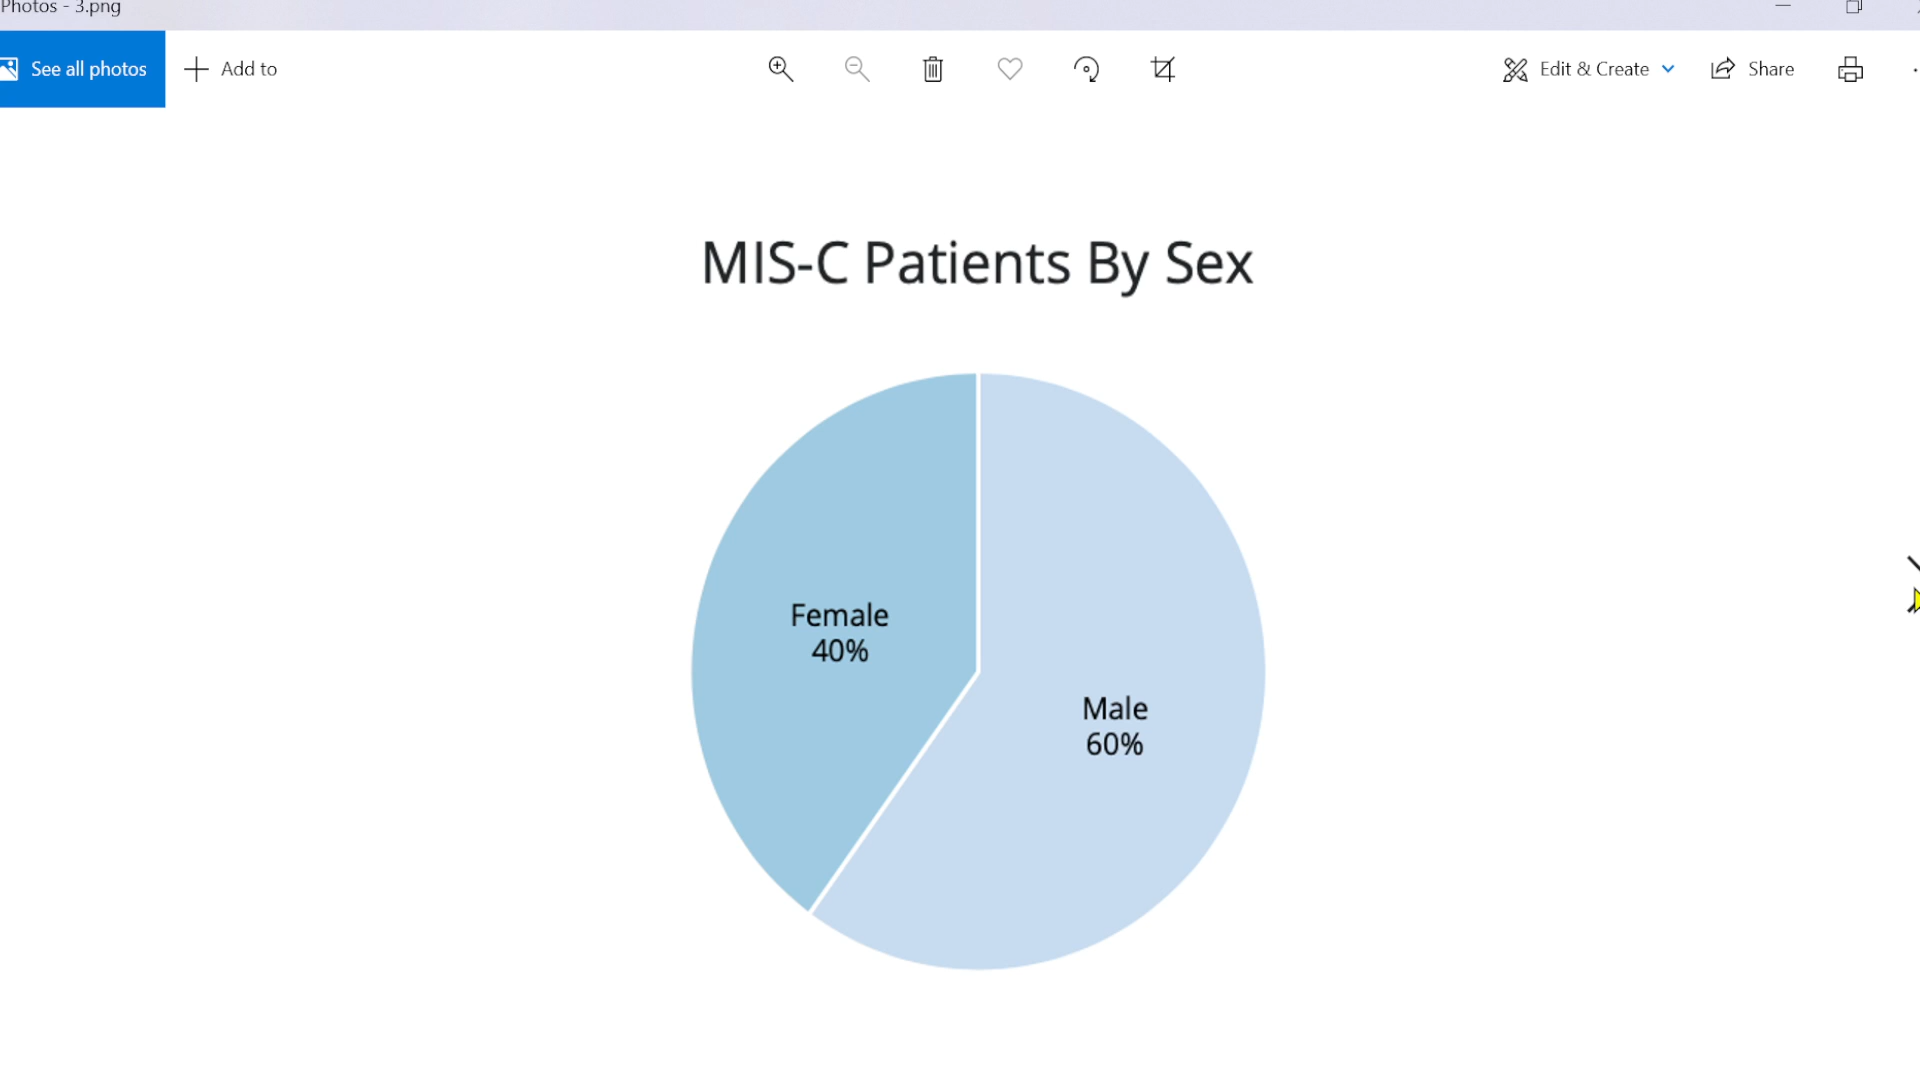 Photos - 3.png
See all photos
Add to
Edit & Create
Share
MIS-C Patients By Sex
Female
40%
Male
60%